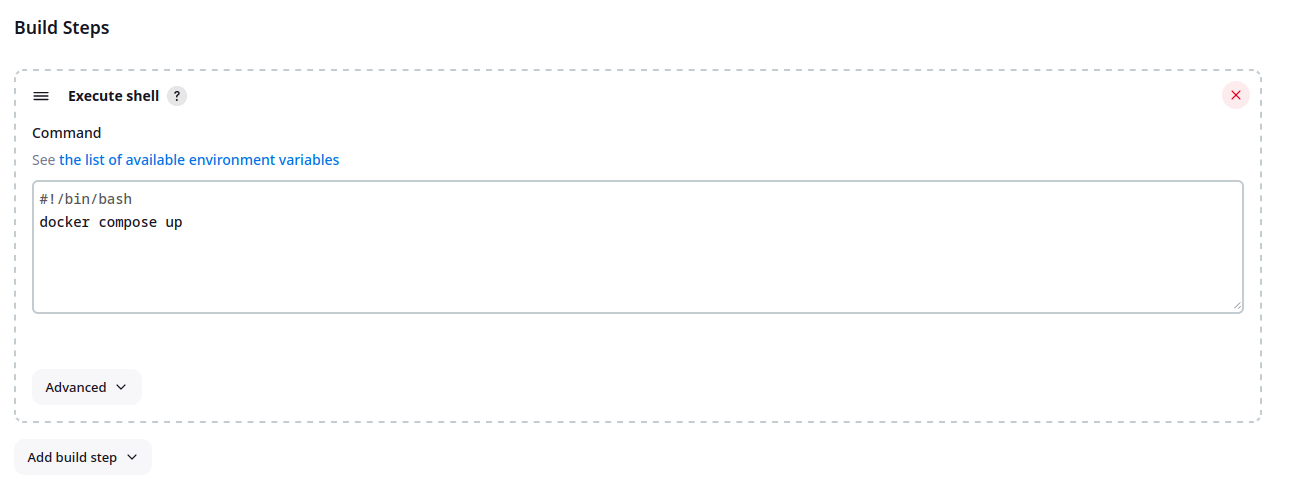 Build Steps
Execute shell ?
Command
See the list of available environment variables
#!/bin/bash
docker compose up
Advanced
Add build step